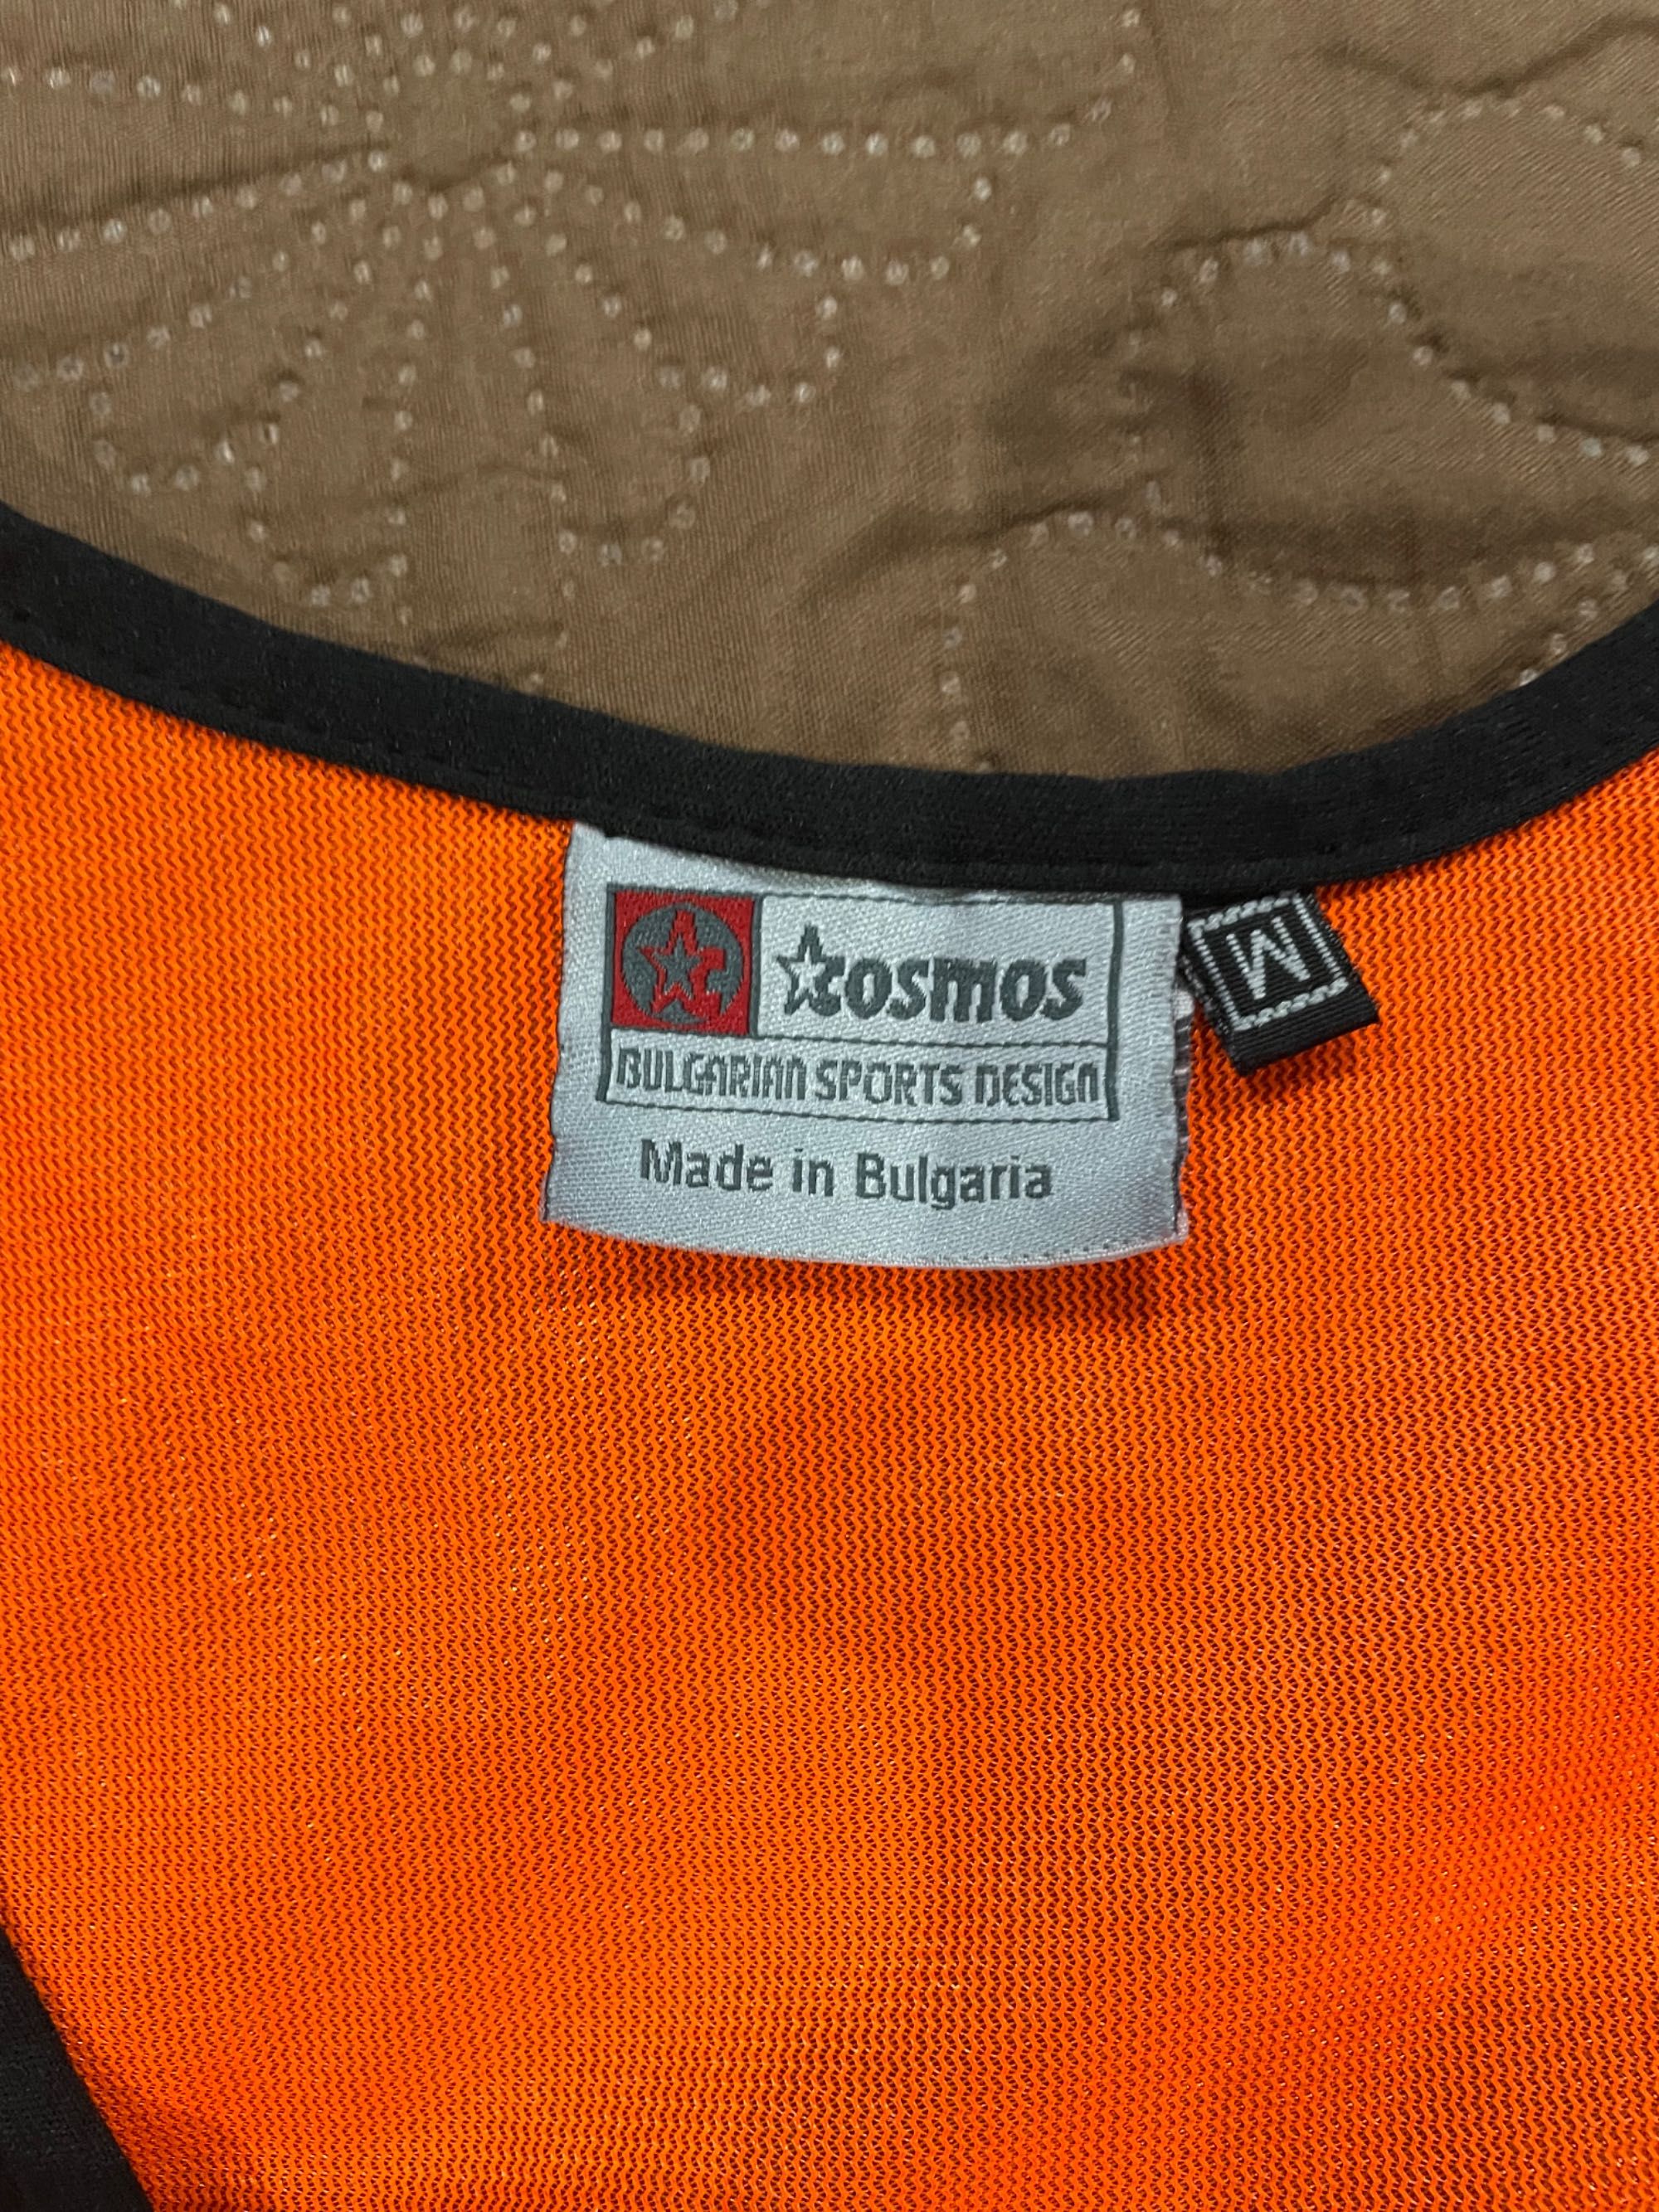 cosmos
M
BULGARIAN SPORTS DESIGN
Made in Bulgaria